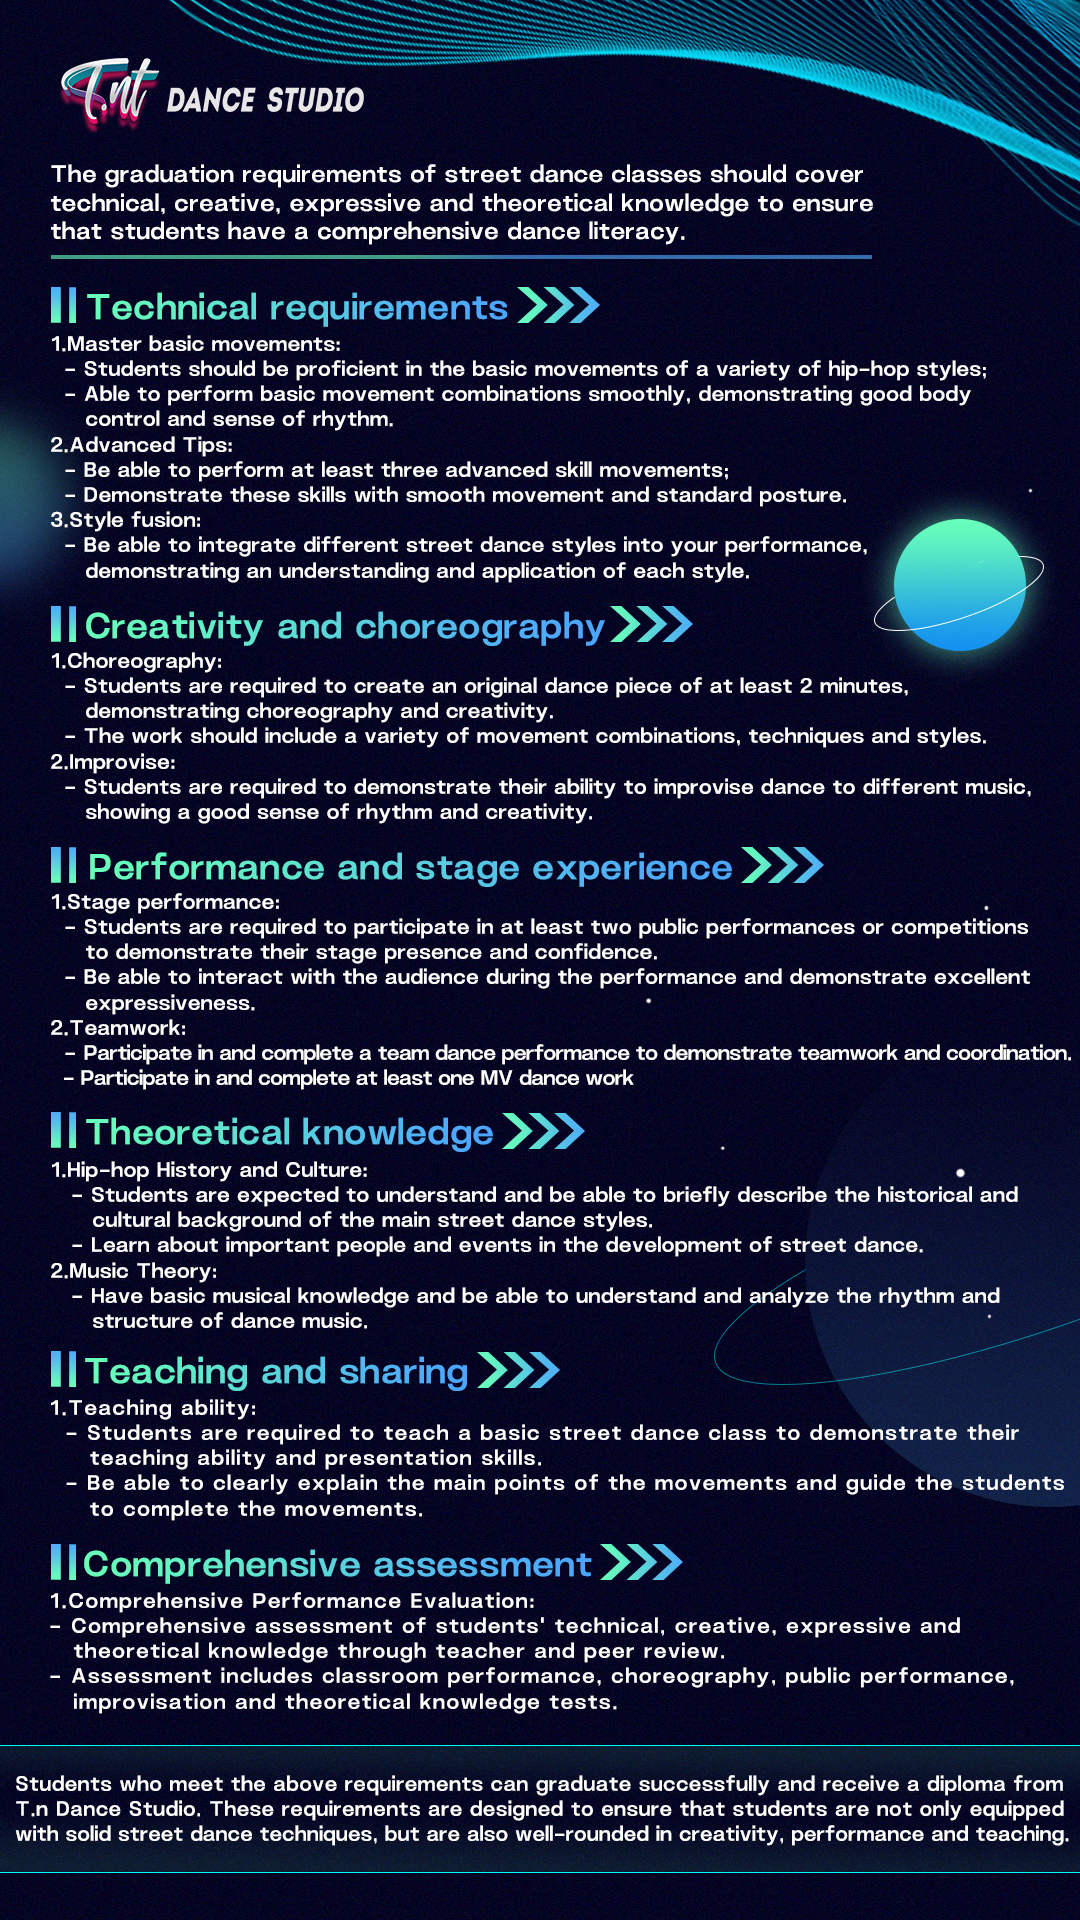 T.nt DANCE STUDIO
The graduation requirements of street dance classes should cover
technical, creative, expressive and theoretical knowledge to ensure
that students have a comprehensive dance literacy.
Technical requirements
1.Master basic movements:
- Students should be proficient in the basic movements of a variety of hip-hop styles;
- Able to perform basic movement combinations smoothly, demonstrating good body
control and sense of rhythm.
2.Advanced Tips:
- Be able to perform at least three advanced skill movements;
- Demonstrate these skills with smooth movement and standard posture.
3.Style fusion:
- Be able to integrate different street dance styles into your performance,
demonstrating an understanding and application of each style.
Creativity and choreography
1.Choreography:
- Students are required to create an original dance piece of at least 2 minutes,
demonstrating choreography and creativity.
- The work should include a variety of movement combinations, techniques and styles.
2.Improvise:
- Students are required to demonstrate their ability to improvise dance to different music,
showing a good sense of rhythm and creativity.
Performance and stage experience
1.Stage performance:
- Students are required to participate in at least two public performances or competitions
to demonstrate their stage presence and confidence.
- Be able to interact with the audience during the performance and demonstrate excellent
expressiveness.
2.Teamwork:
- Participate in and complete a team dance performance to demonstrate teamwork and coordination.
- Participate in and complete at least one MV dance work
Theoretical knowledge
1.Hip-hop History and Culture:
- Students are expected to understand and be able to briefly describe the historical and
cultural background of the main street dance styles.
- Learn about important people and events in the development of street dance.
2.Music Theory:
- Have basic musical knowledge and be able to understand and analyze the rhythm and
structure of dance music.
Teaching and sharing
1.Teaching ability:
- Students are required to teach a basic street dance class to demonstrate their
teaching ability and presentation skills.
- Be able to clearly explain the main points of the movements and guide the students
to complete the movements.
Comprehensive assessment
1.Comprehensive Performance Evaluation:
- Comprehensive assessment of students' technical, creative, expressive and
theoretical knowledge through teacher and peer review.
- Assessment includes classroom performance, choreography, public performance,
improvisation and theoretical knowledge tests.
Students who meet the above requirements can graduate successfully and receive a diploma from
T.n Dance Studio. These requirements are designed to ensure that students are not only equipped
with solid street dance techniques, but are also well-rounded in creativity, performance and teaching.